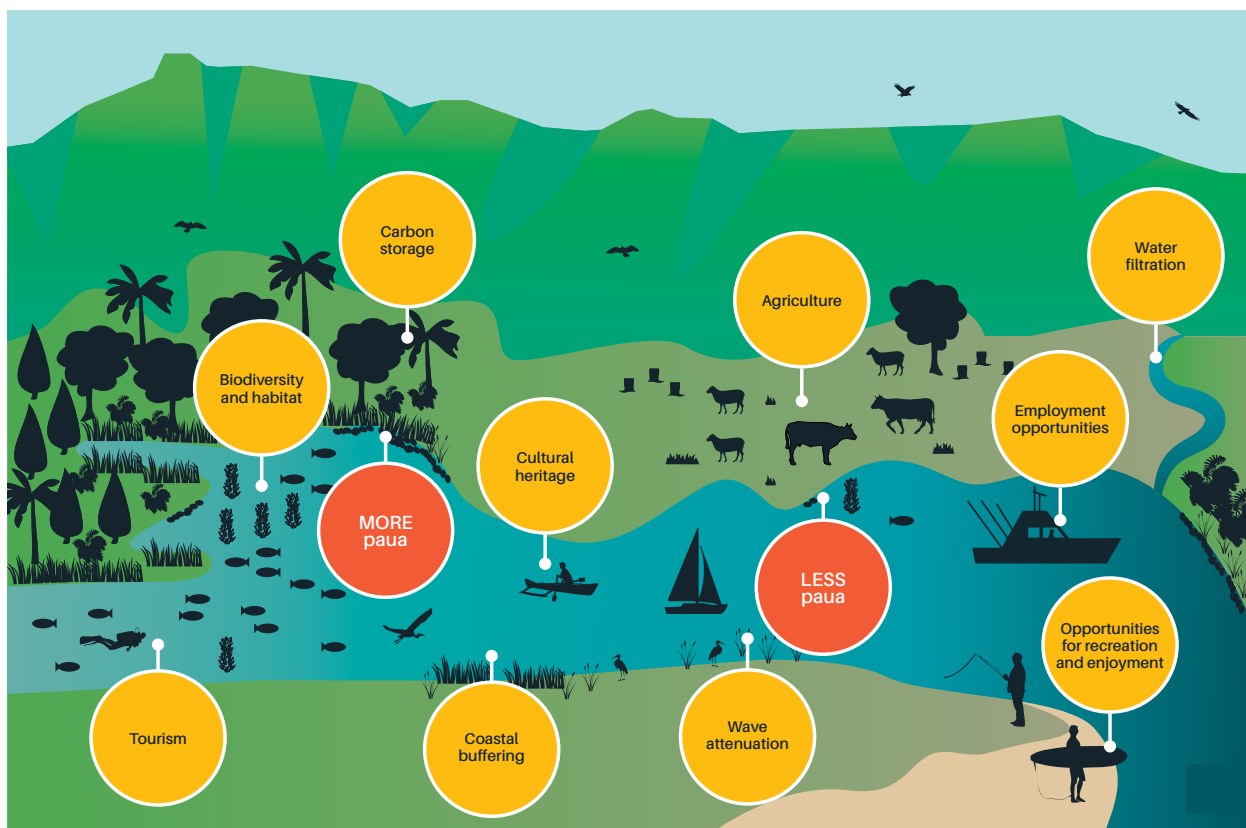 Carbon
storage
Water
filtration
Agriculture
Biodiversity
and habitat
Employment
opportunities
Cultural
heritage
MORE
paua
LESS
paua
Opportunities
for recreation
and enjoyment
Tourism
Coastal
buffering
Wave
attenuation